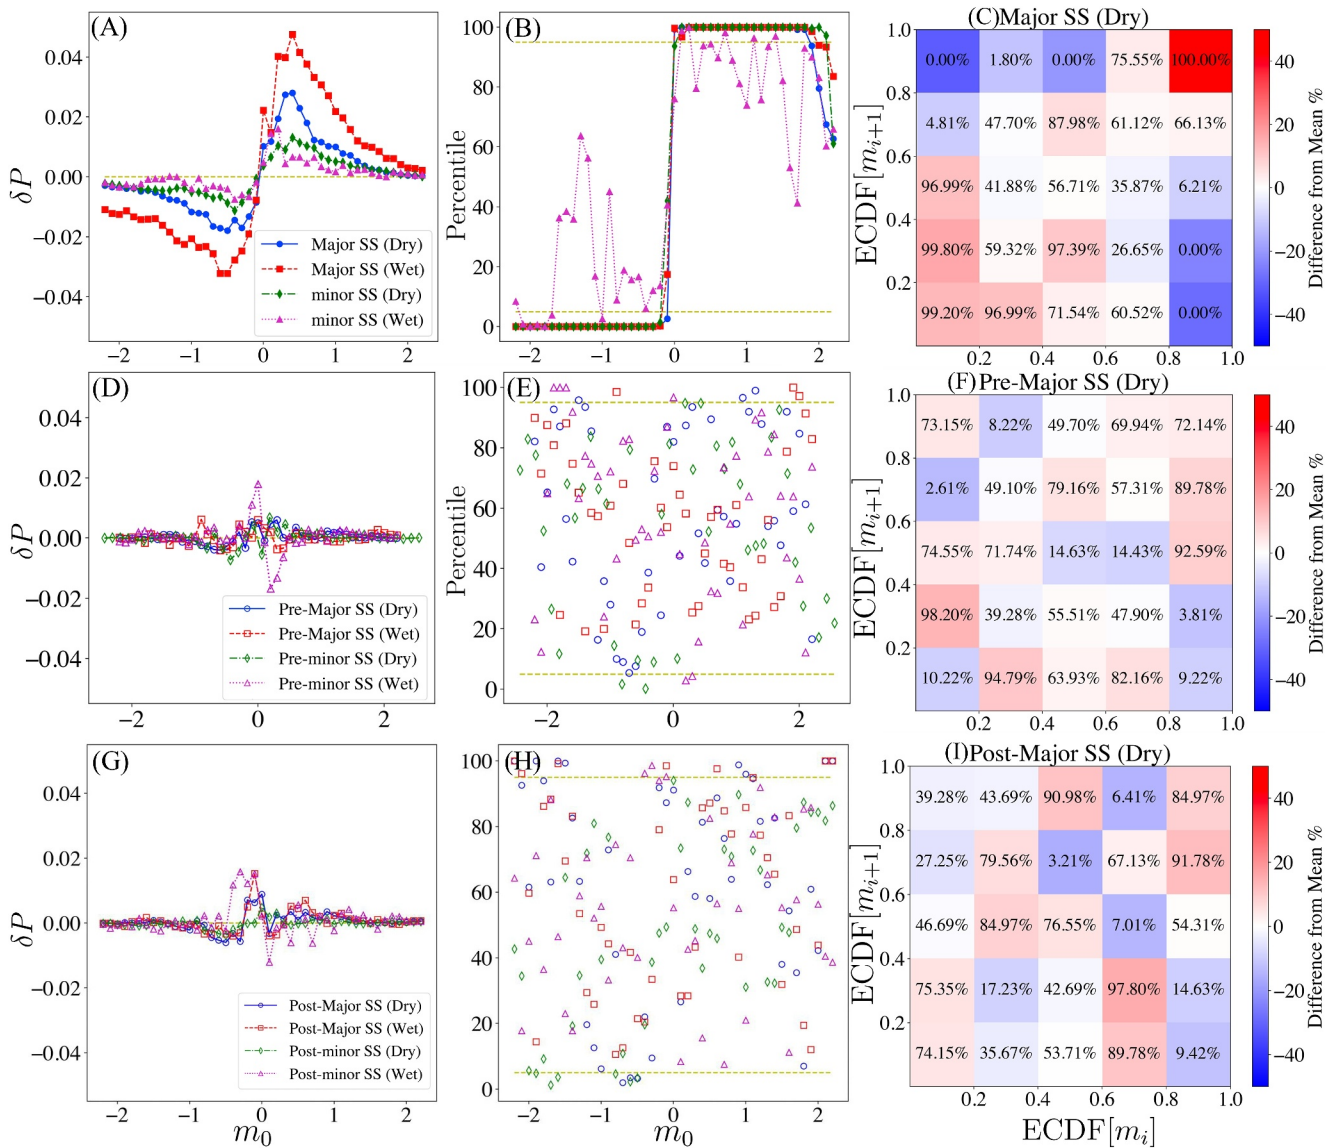 (A)
δP
0.04
0.02
0.00
−0.02
−0.04
−2
−1
0
1
2
Major SS (Dry)
Major SS (Wet)
minor SS (Dry)
minor SS (Wet)
(B)
Percentile
100
80
60
40
20
0
−2
−1
0
1
2
(C)Major SS (Dry)
ECDF[m_{i+1}]
1.0
0.8
0.6
0.4
0.2
0.00% 1.80% 0.00% 75.55% 100.00%
4.81% 47.70% 87.98% 61.12% 66.13%
96.99% 41.88% 56.71% 35.87% 6.21%
99.80% 59.32% 97.39% 26.65% 0.00%
99.20% 96.99% 71.54% 60.52% 0.00%
0.2 0.4 0.6 0.8 1.0
40
20
0
−20
−40
Difference from Mean %
(D)
δP
0.04
0.02
0.00
−0.02
−0.04
−2
0
2
Pre-Major SS (Dry)
Pre-Major SS (Wet)
Pre-minor SS (Dry)
Pre-minor SS (Wet)
(E)
Percentile
100
80
60
40
20
0
−2
0
2
(F)Pre-Major SS (Dry)
ECDF[m_{i+1}]
1.0
0.8
0.6
0.4
0.2
73.15% 8.22% 49.70% 69.94% 72.14%
2.61% 49.10% 79.16% 57.31% 89.78%
74.55% 71.74% 14.63% 14.43% 92.59%
98.20% 39.28% 55.51% 47.90% 3.81%
10.22% 94.79% 63.93% 82.16% 9.22%
0.2 0.4 0.6 0.8 1.0
40
20
0
−20
−40
Difference from Mean %
(G)
δP
0.04
0.02
0.00
−0.02
−0.04
−2
−1
0
1
2
m_0
Post-Major SS (Dry)
Post-Major SS (Wet)
Post-minor SS (Dry)
Post-minor SS (Wet)
(H)
100
80
60
40
20
0
−2
−1
0
1
2
m_0
(I)Post-Major SS (Dry)
ECDF[m_{i+1}]
1.0
0.8
0.6
0.4
0.2
39.28% 43.69% 90.98% 6.41% 84.97%
27.25% 79.56% 3.21% 67.13% 91.78%
46.69% 84.97% 76.55% 7.01% 54.31%
75.35% 17.23% 42.69% 97.80% 14.63%
74.15% 35.67% 53.71% 89.78% 9.42%
0.2 0.4 0.6 0.8 1.0
ECDF[m_i]
40
20
0
−20
−40
Difference from Mean %